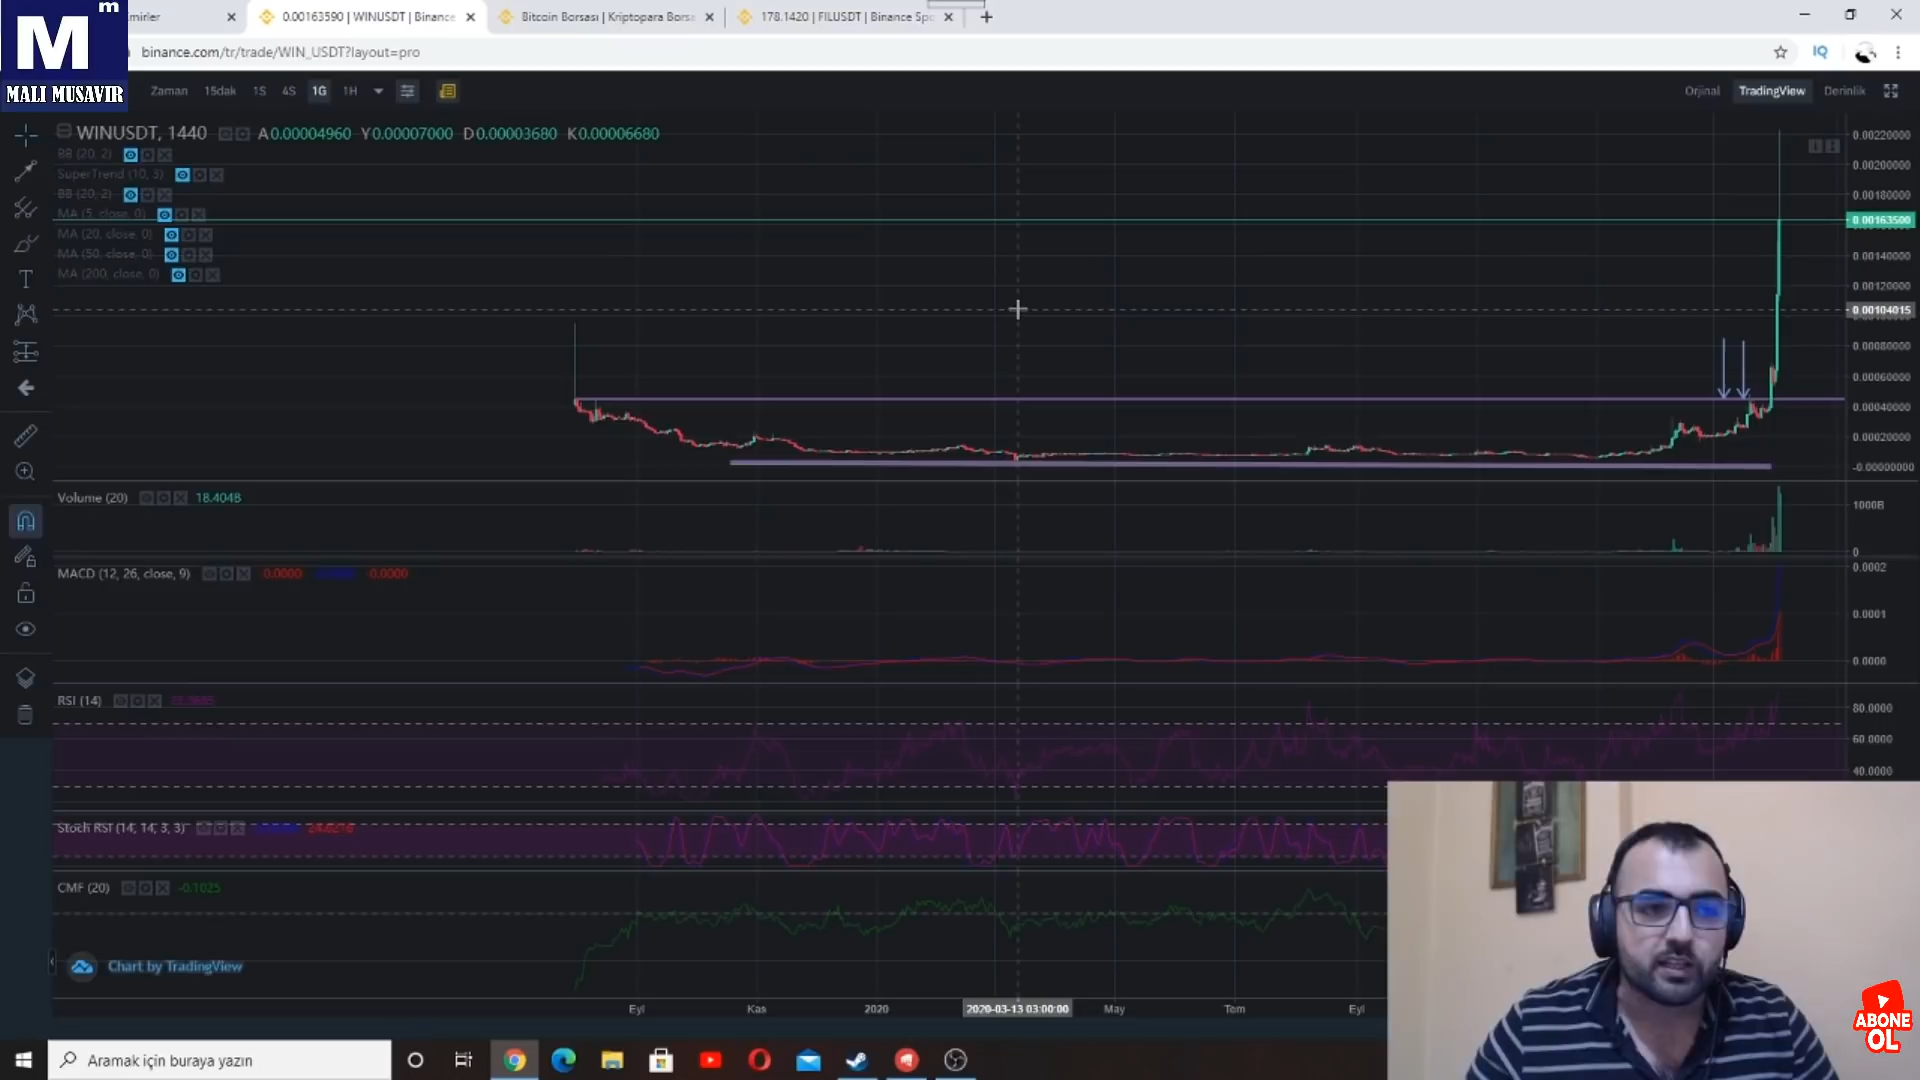 mirler
0.00163590 | WINUSDT | Binance
Bitcoin Borsası | Kriptopara Borsa
178.1420 | FILUSDT | Binance Spo
binance.com/tr/trade/WIN_USDT?layout=pro
IQ
M m
MALI MUSAVIR
Zaman 15dak 1S 4S 1G 1H
Orjinal TradingView Derinlik
WINUSDT, 1440 A0.00004960 Y0.00007000 D0.00003680 K0.00006680
BB (20, 2)
SuperTrend (10, 3)
BB (20, 2)
MA (5, close, 0)
MA (20, close, 0)
MA (50, close, 0)
MA (200, close, 0)
0.00220000
0.00200000
0.00180000
0.00163500
0.00140000
0.00120000
0.00104015
0.00080000
0.00060000
0.00040000
0.00020000
-0.00000000
Volume (20) 18.404B
1000B
0
MACD (12, 26, close, 9) -0.0000 -0.0000
0.0002
0.0001
0.0000
RSI (14)
80.0000
60.0000
40.0000
Stoch RSI (14, 14, 3, 3)
CMF (20) -0.1025
Chart by TradingView
Eyl Kas 2020 2020-03-13 03:00:00 May Tem Eyl
ABONE
OL
Aramak için buraya yazın